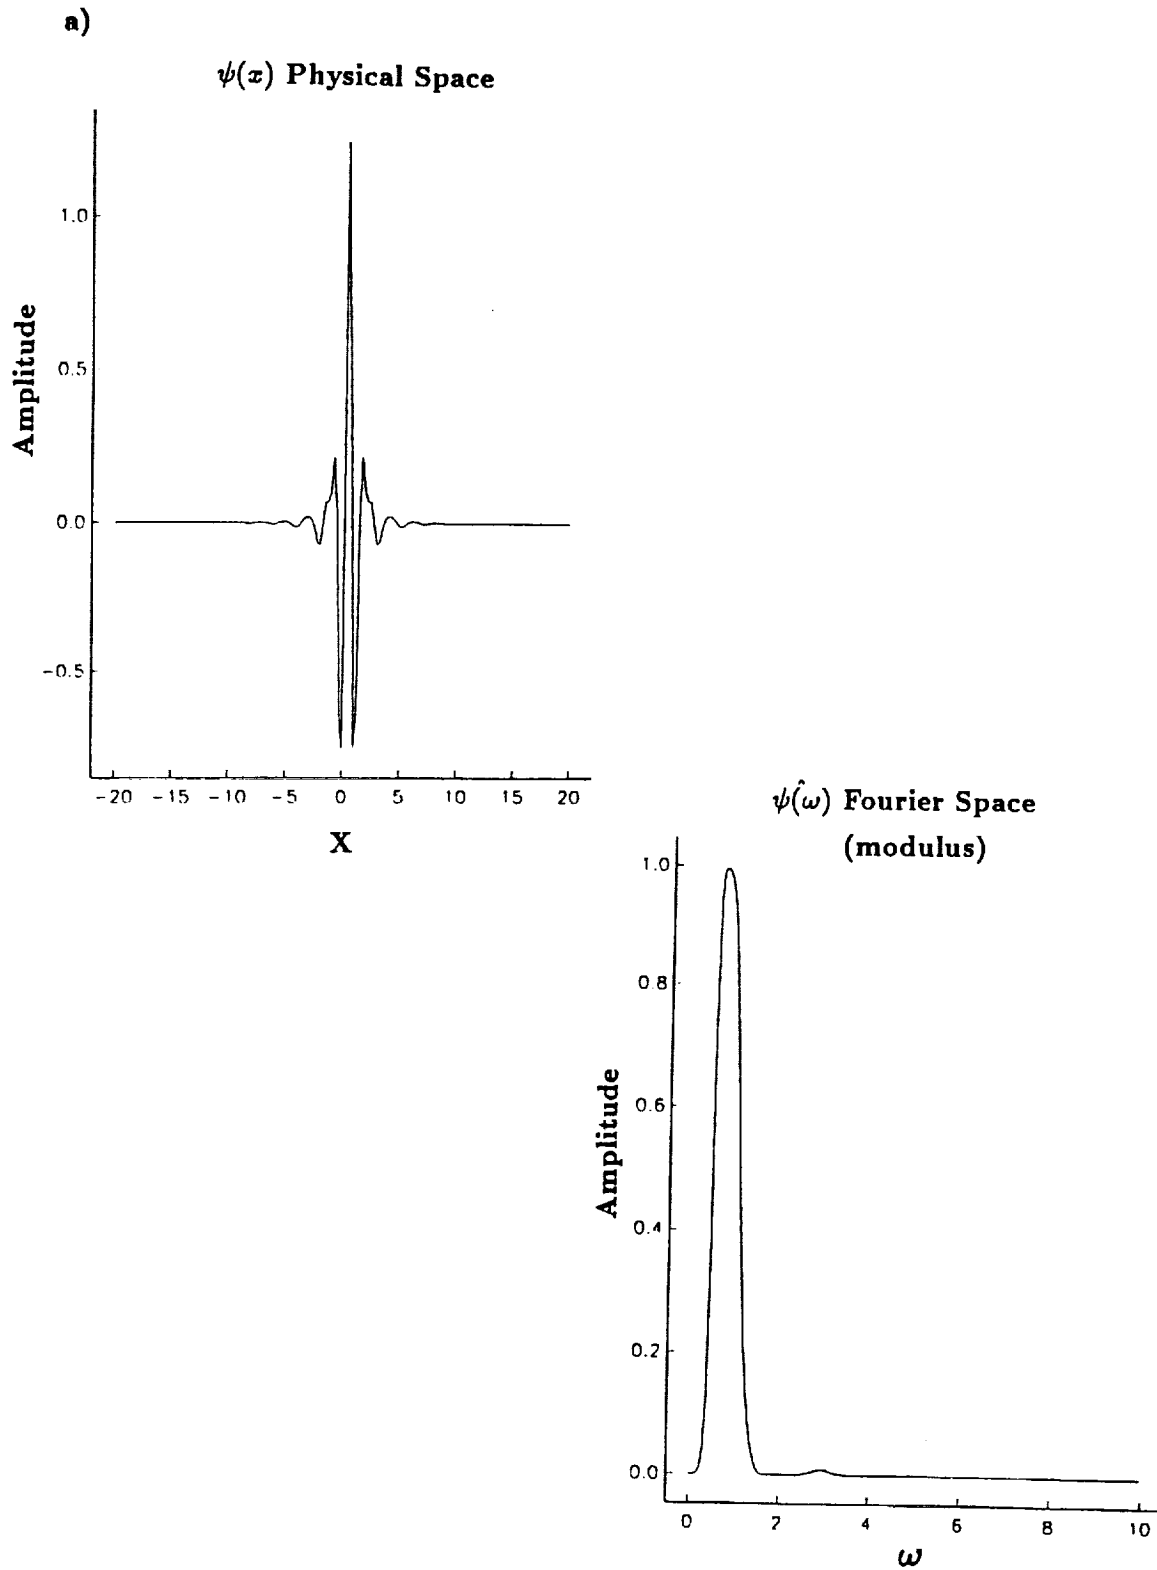 a)
ψ(x) Physical Space
1.0
0.5
0.0
-0.5
Amplitude
-20 -15 -10 -5 0 5 10 15 20
X
ψ(̂ω) Fourier Space
(modulus)
1.0
0.8
0.6
0.4
0.2
0.0
Amplitude
0 2 4 6 8 10
ω